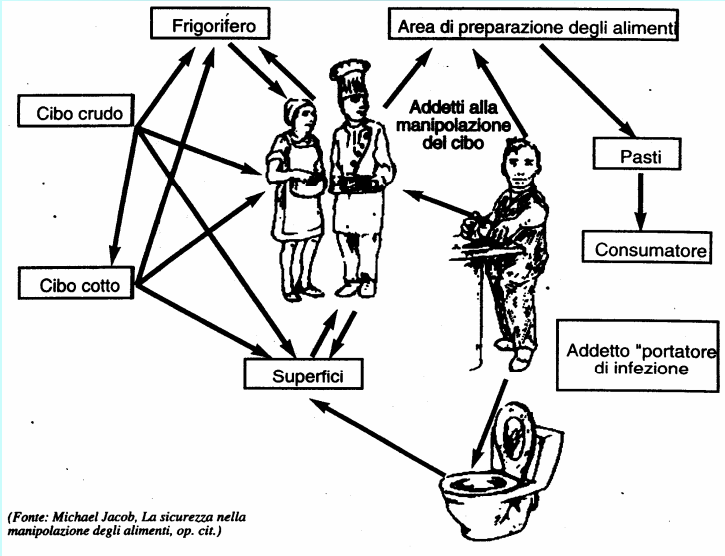 Frigorifero
Area di preparazione degli alimenti
Cibo crudo
Addetti alla
manipolazione
del cibo
Pasti
Consumatore
Cibo cotto
Addetto "portatore
di infezione
Superfici
(Fonte: Michael Jacob, La sicurezza nella
manipolazione degli alimenti, op. cit.)